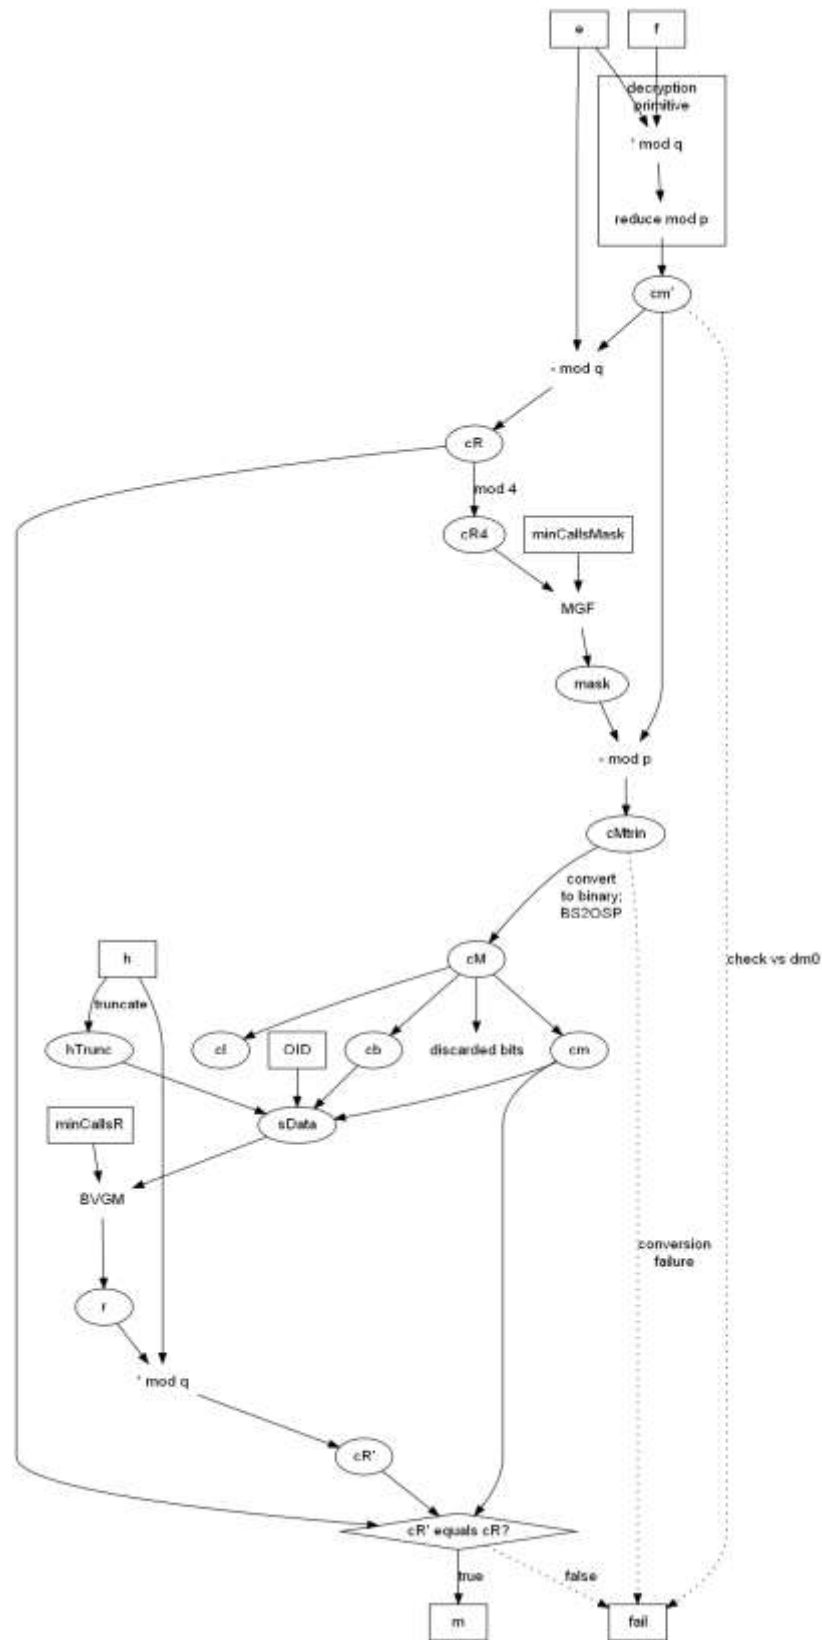 e
f
decryption
primitive
' mod q
reduce mod p
cm'
- mod q
cR
mod 4
cR4
minCallsMask
MGF
mask
- mod p
cMtrin
convert
to binary;
BS2OSP
h
cM
check vs dm0
truncate
hTrunc
cl
OID
cb
discarded bits
cm
minCallsR
sData
BVGM
conversion
failure
r
' mod q
cR'
cR' equals cR?
true
false
m
fail